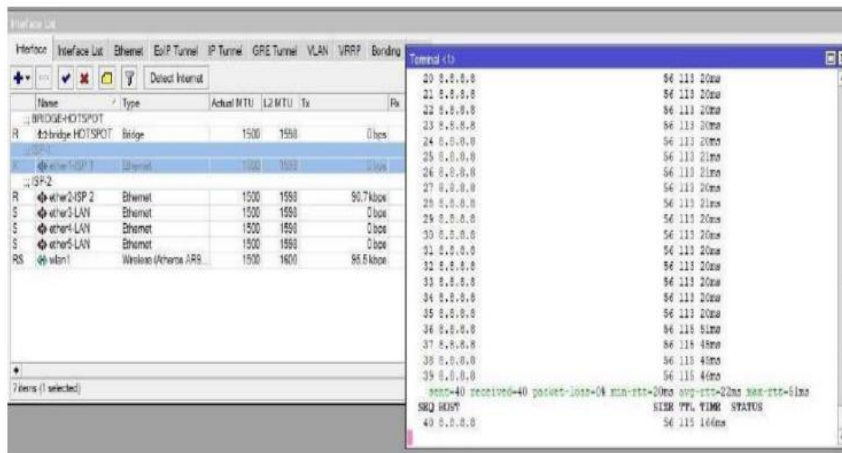 Interface List
Interface Interface List Ethernet EoIP Tunnel IP Tunnel GRE Tunnel VLAN VRRP Bonding
Detect Internet
Name Type Actual MTU L2 MTU Tx Rx
;;; BRIDGE-HOTSPOT
R bridge HOTSPOT Bridge 1500 1598 0 bps
;;; ISP-1
X ether1-ISP 1 Ethernet 1500 1598 0 bps
;;; ISP-2
R ether2-ISP 2 Ethernet 1500 1598 90.7 kbps
S ether3-LAN Ethernet 1500 1598 0 bps
S ether4-LAN Ethernet 1500 1598 0 bps
S ether5-LAN Ethernet 1500 1598 0 bps
RS wlan1 Wireless (Atheros AR9... 1500 1600 95.5 kbps
7 items (1 selected)
Terminal <1>
20 8.8.8.8 56 113 20ms
21 8.8.8.8 56 113 20ms
22 8.8.8.8 56 113 20ms
23 8.8.8.8 56 113 20ms
24 8.8.8.8 56 113 20ms
25 8.8.8.8 56 113 21ms
26 8.8.8.8 56 113 21ms
27 8.8.8.8 56 113 20ms
28 8.8.8.8 56 113 21ms
29 8.8.8.8 56 113 20ms
30 8.8.8.8 56 113 20ms
31 8.8.8.8 56 113 20ms
32 8.8.8.8 56 113 20ms
33 8.8.8.8 56 113 20ms
34 8.8.8.8 56 113 20ms
35 8.8.8.8 56 113 20ms
36 8.8.8.8 56 115 51ms
37 8.8.8.8 56 115 48ms
38 8.8.8.8 56 115 45ms
39 8.8.8.8 56 115 46ms
sent=40 received=40 packet-loss=0% min-rtt=20ms avg-rtt=22ms max-rtt=51ms
SEQ HOST SIZE TTL TIME STATUS
40 8.8.8.8 56 115 166ms